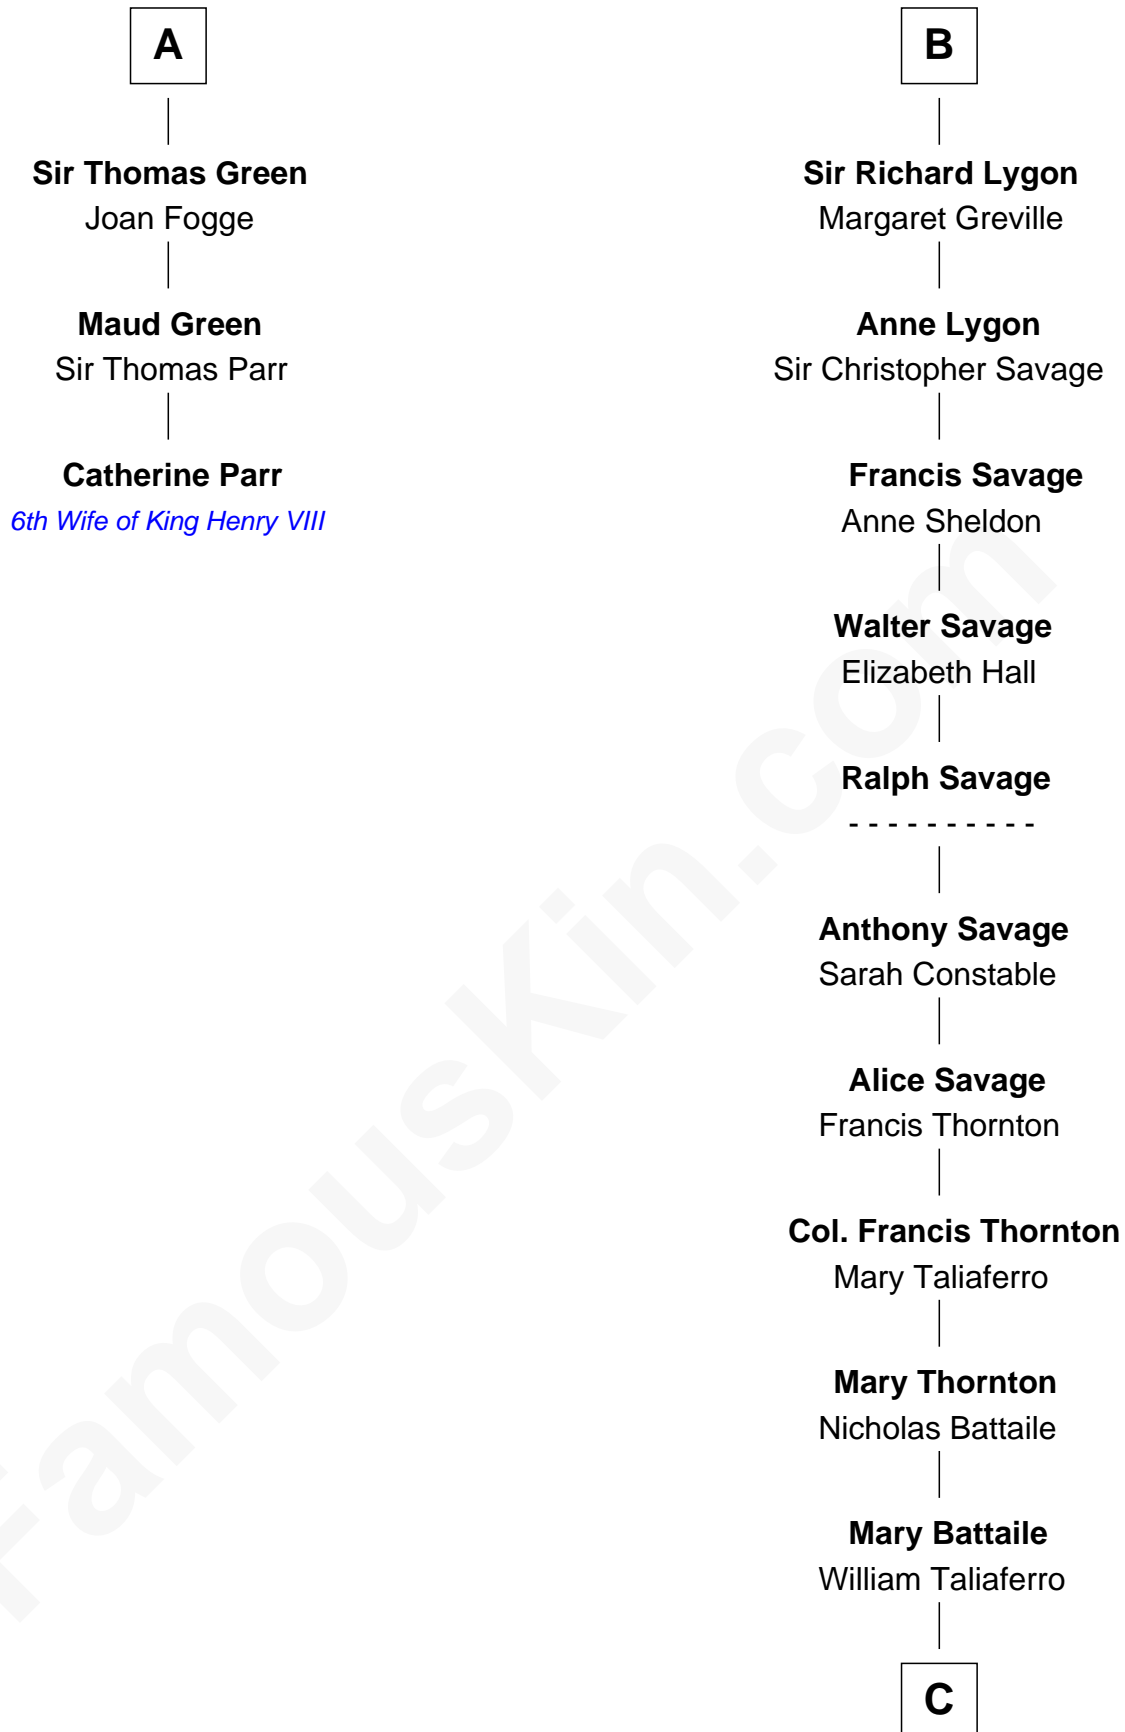 A
Sir Thomas Green
Joan Fogge
Maud Green
Sir Thomas Parr
Catherine Parr
6th Wife of King Henry VIII
B
Sir Richard Lygon
Margaret Greville
Anne Lygon
Sir Christopher Savage
Francis Savage
Anne Sheldon
Walter Savage
Elizabeth Hall
Ralph Savage
- - - - - - - - - -
Anthony Savage
Sarah Constable
Alice Savage
Francis Thornton
Col. Francis Thornton
Mary Taliaferro
Mary Thornton
Nicholas Battaile
Mary Battaile
William Taliaferro
C
FamousKin.com